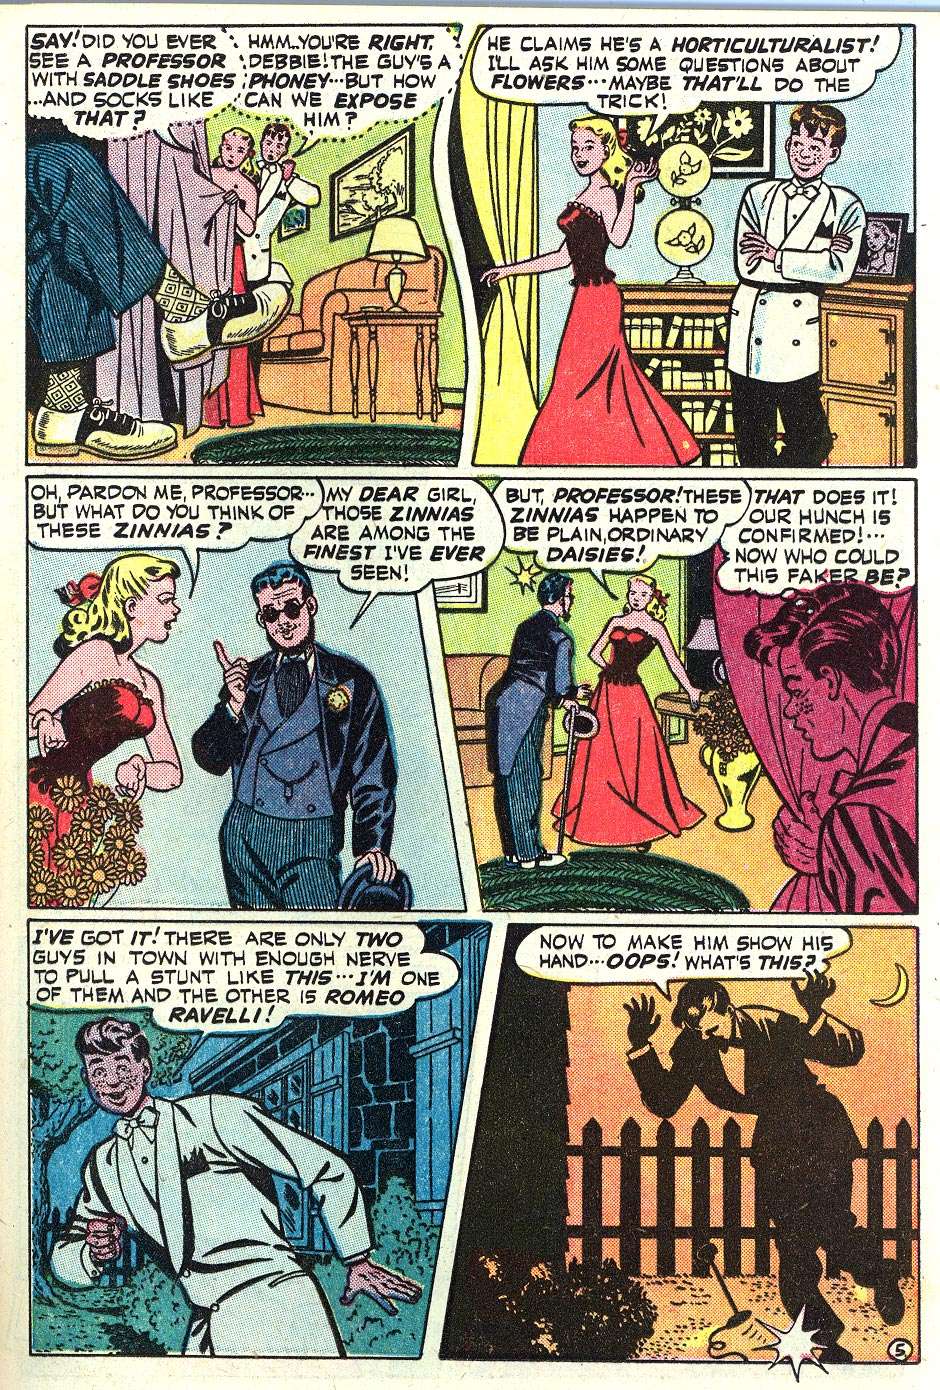 SAY! DID YOU EVER
SEE A PROFESSOR
WITH SADDLE SHOES
...AND SOCKS LIKE
THAT?
HMM..YOU'RE RIGHT,
DEBBIE! THE GUY'S A
PHONEY...BUT HOW
CAN WE EXPOSE
HIM?
HE CLAIMS HE'S A HORTICULTURALIST!
I'LL ASK HIM SOME QUESTIONS ABOUT
FLOWERS...MAYBE THAT'LL DO THE
TRICK!
OH, PARDON ME, PROFESSOR...
BUT WHAT DO YOU THINK OF
THESE ZINNIAS?
MY DEAR GIRL,
THOSE ZINNIAS
ARE AMONG THE
FINEST I'VE EVER
SEEN!
BUT, PROFESSOR! THESE
ZINNIAS HAPPEN TO
BE PLAIN, ORDINARY
DAISIES!
THAT DOES IT!
OUR HUNCH IS
CONFIRMED!...
NOW WHO COULD
THIS FAKER BE?
I'VE GOT IT! THERE ARE ONLY TWO
GUYS IN TOWN WITH ENOUGH NERVE
TO PULL A STUNT LIKE THIS...I'M ONE
OF THEM AND THE OTHER IS ROMEO
RAVELLI!
NOW TO MAKE HIM SHOW HIS
HAND...OOPS! WHAT'S THIS?
5